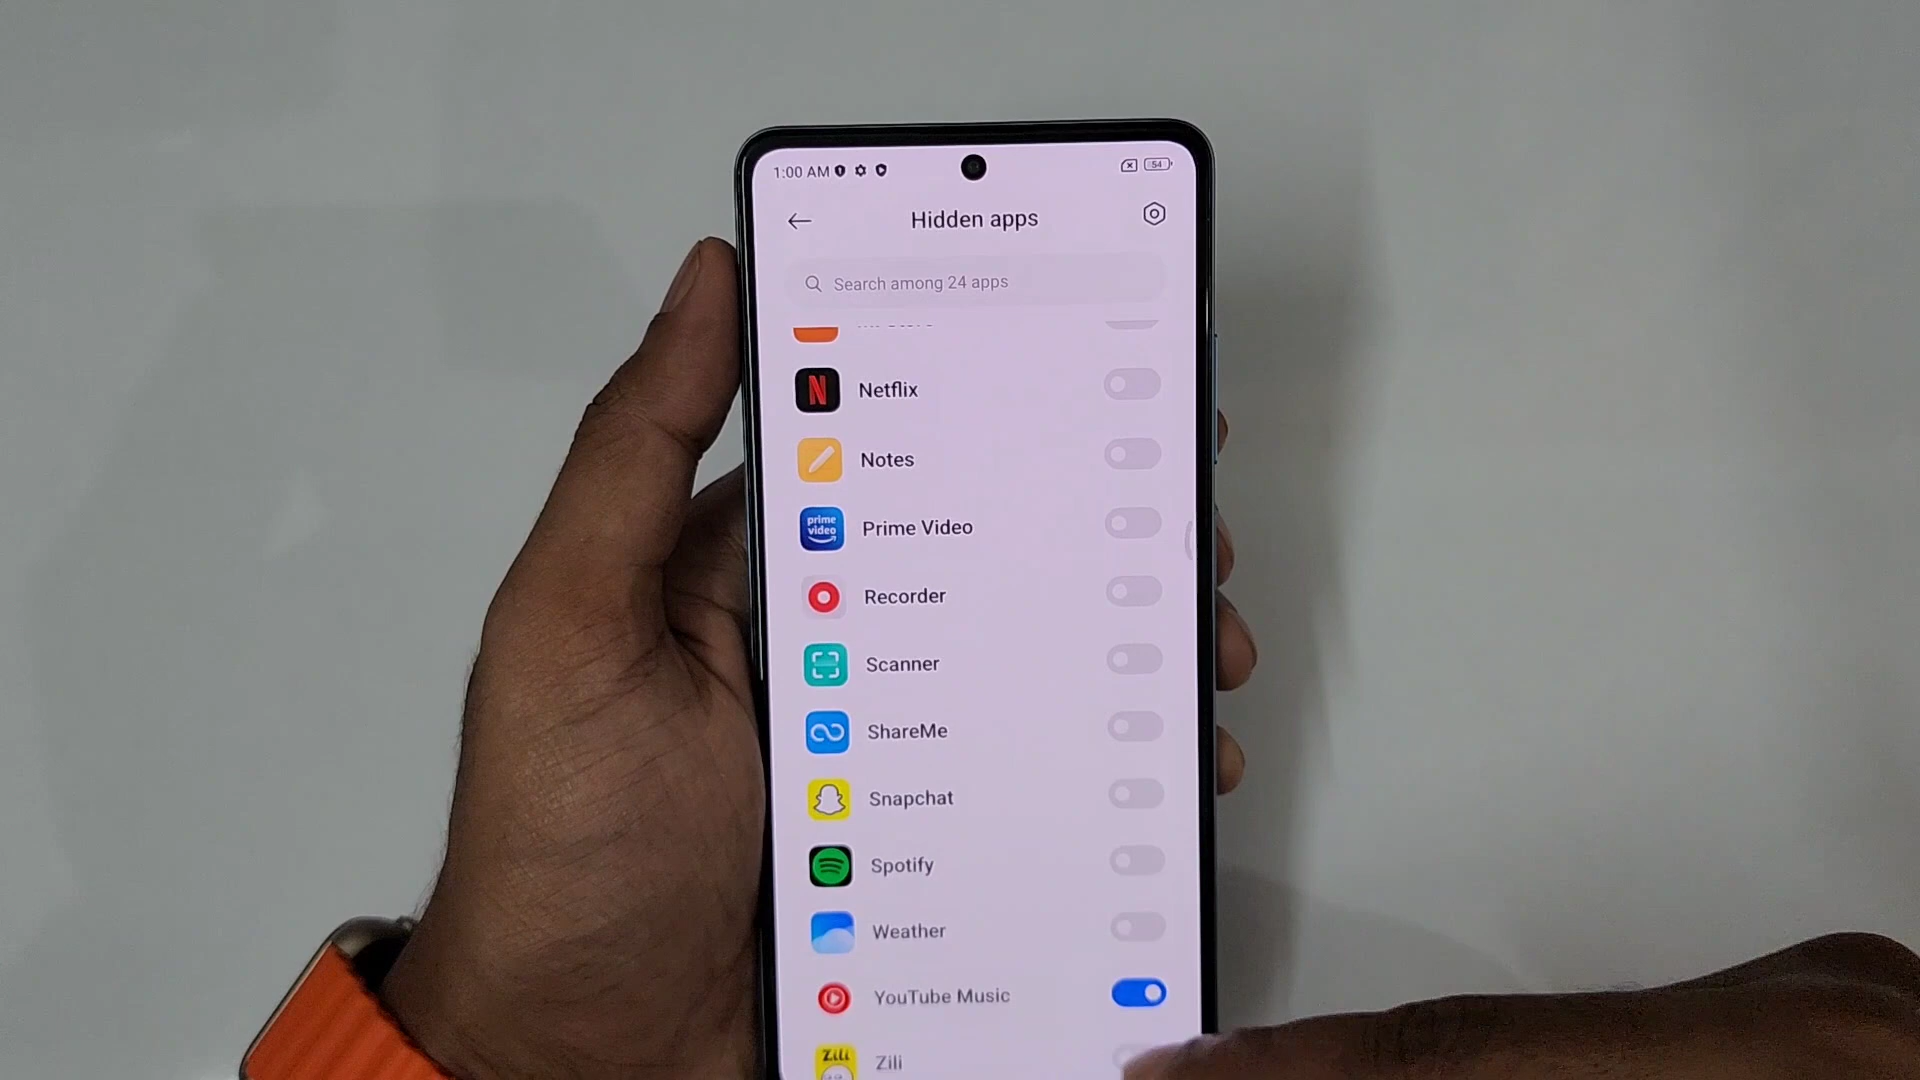 1:00 AM
54
Hidden apps
Search among 24 apps
Netflix
Notes
prime video
Prime Video
Recorder
Scanner
ShareMe
Snapchat
Spotify
Weather
YouTube Music
Zili
Zili